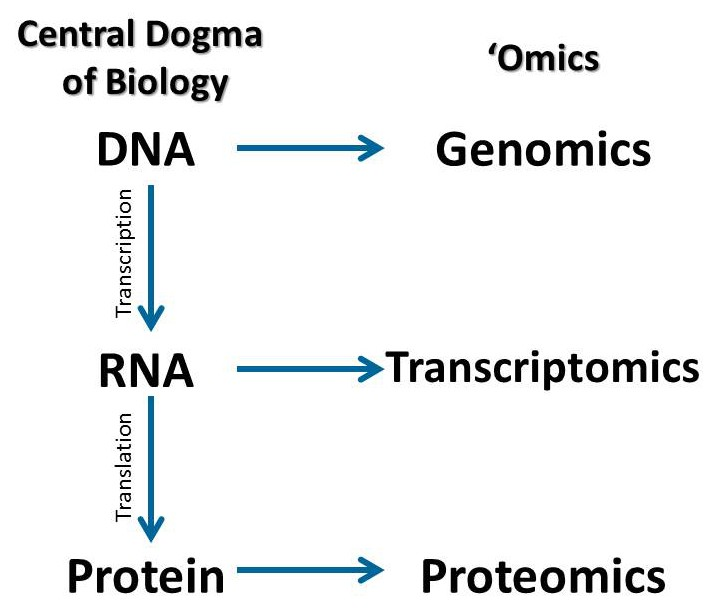 Central Dogma
of Biology
‘Omics
DNA
Genomics
Transcription
RNA
Transcriptomics
Translation
Protein
Proteomics